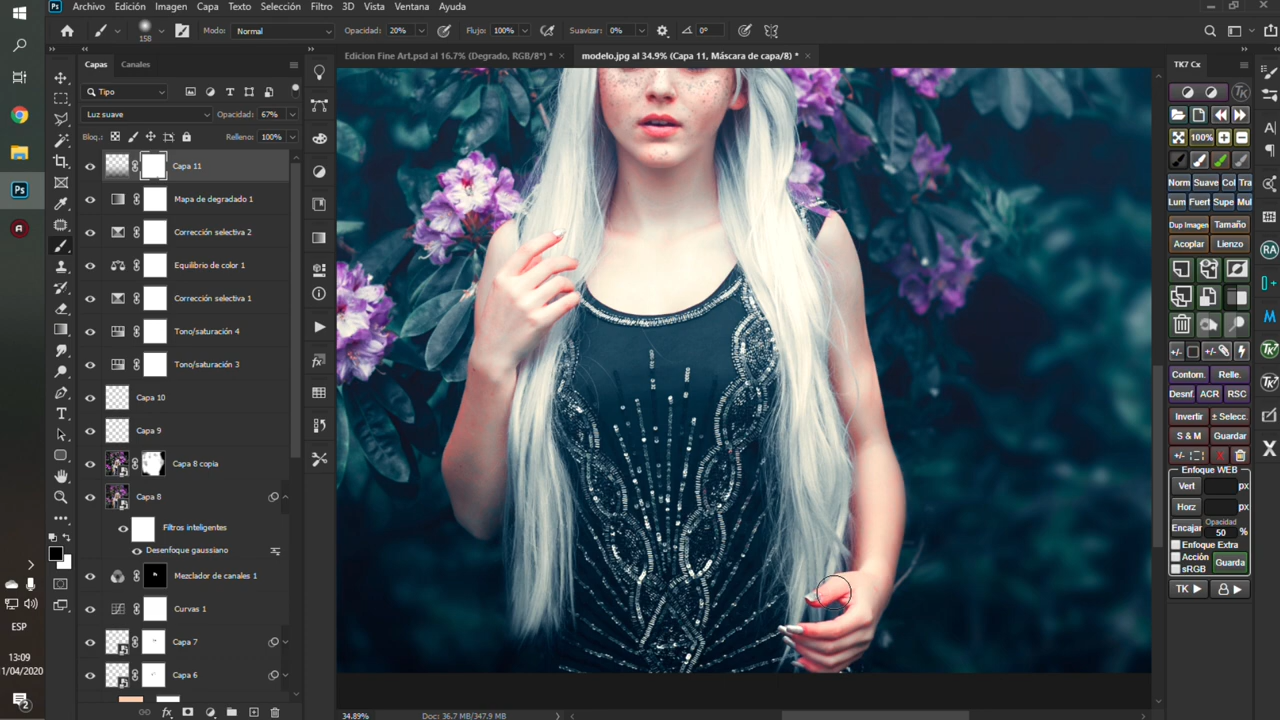 Archivo Edición Imagen Capa Texto Selección Filtro 3D Vista Ventana Ayuda
158 Modo: Normal Opacidad: 20% Flujo: 100% Suavizar: 0% 0°
Edicion Fine Art.psd al 16.7% (Degrado, RGB/8*) * modelo.jpg al 34.9% (Capa 11, Máscara de capa/8) *
Capas Canales
Tipo
Luz suave Opacidad: 67%
Bloq.: Relleno: 100%
Capa 11
Mapa de degradado 1
Corrección selectiva 2
Equilibrio de color 1
Corrección selectiva 1
Tono/saturación 4
Tono/saturación 3
Capa 10
Capa 9
Capa 8 copia
Capa 8
Filtros inteligentes
Desenfoque gaussiano
Mezclador de canales 1
Curvas 1
Capa 7
Capa 6
fx
34.89% Doc: 36.7 MB/347.9 MB
ESP
13:09
1/04/2020
2
TK7 Cx
TK
100%
Norm Suave Col Tra
Lum Fuert Supe Mul
Dup Imagen Tamaño
Acoplar Lienzo
+/- +/-
Contorn. Relle.
Desnf. ACR RSC
Invertir ± Selecc.
S & M Guardar
+/- X
Enfoque WEB
Vert px
Horz px
Encajar Opacidad 50 %
Enfoque Extra
Acción
sRGB Guarda
TK
RA
TK7
TK7